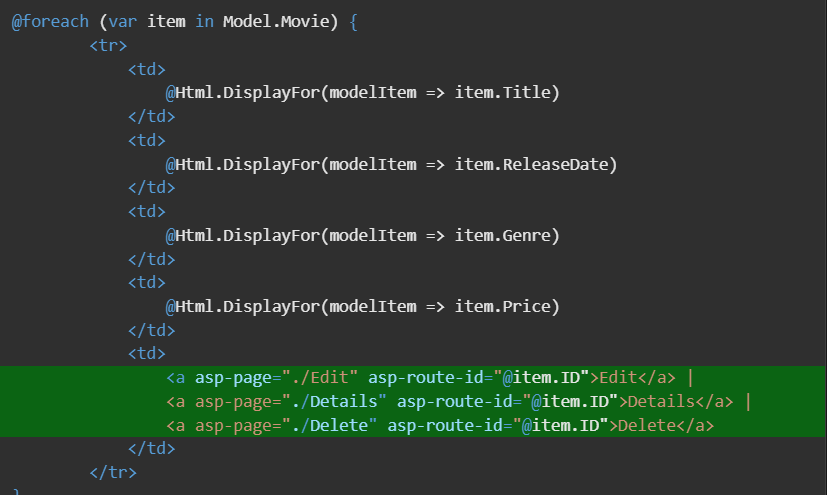 @foreach (var item in Model.Movie) {
<tr>
<td>
@Html.DisplayFor(modelItem => item.Title)
</td>
<td>
@Html.DisplayFor(modelItem => item.ReleaseDate)
</td>
<td>
@Html.DisplayFor(modelItem => item.Genre)
</td>
<td>
@Html.DisplayFor(modelItem => item.Price)
</td>
<td>
<a asp-page="./Edit" asp-route-id="@item.ID">Edit</a> |
<a asp-page="./Details" asp-route-id="@item.ID">Details</a> |
<a asp-page="./Delete" asp-route-id="@item.ID">Delete</a>
</td>
</tr>
}